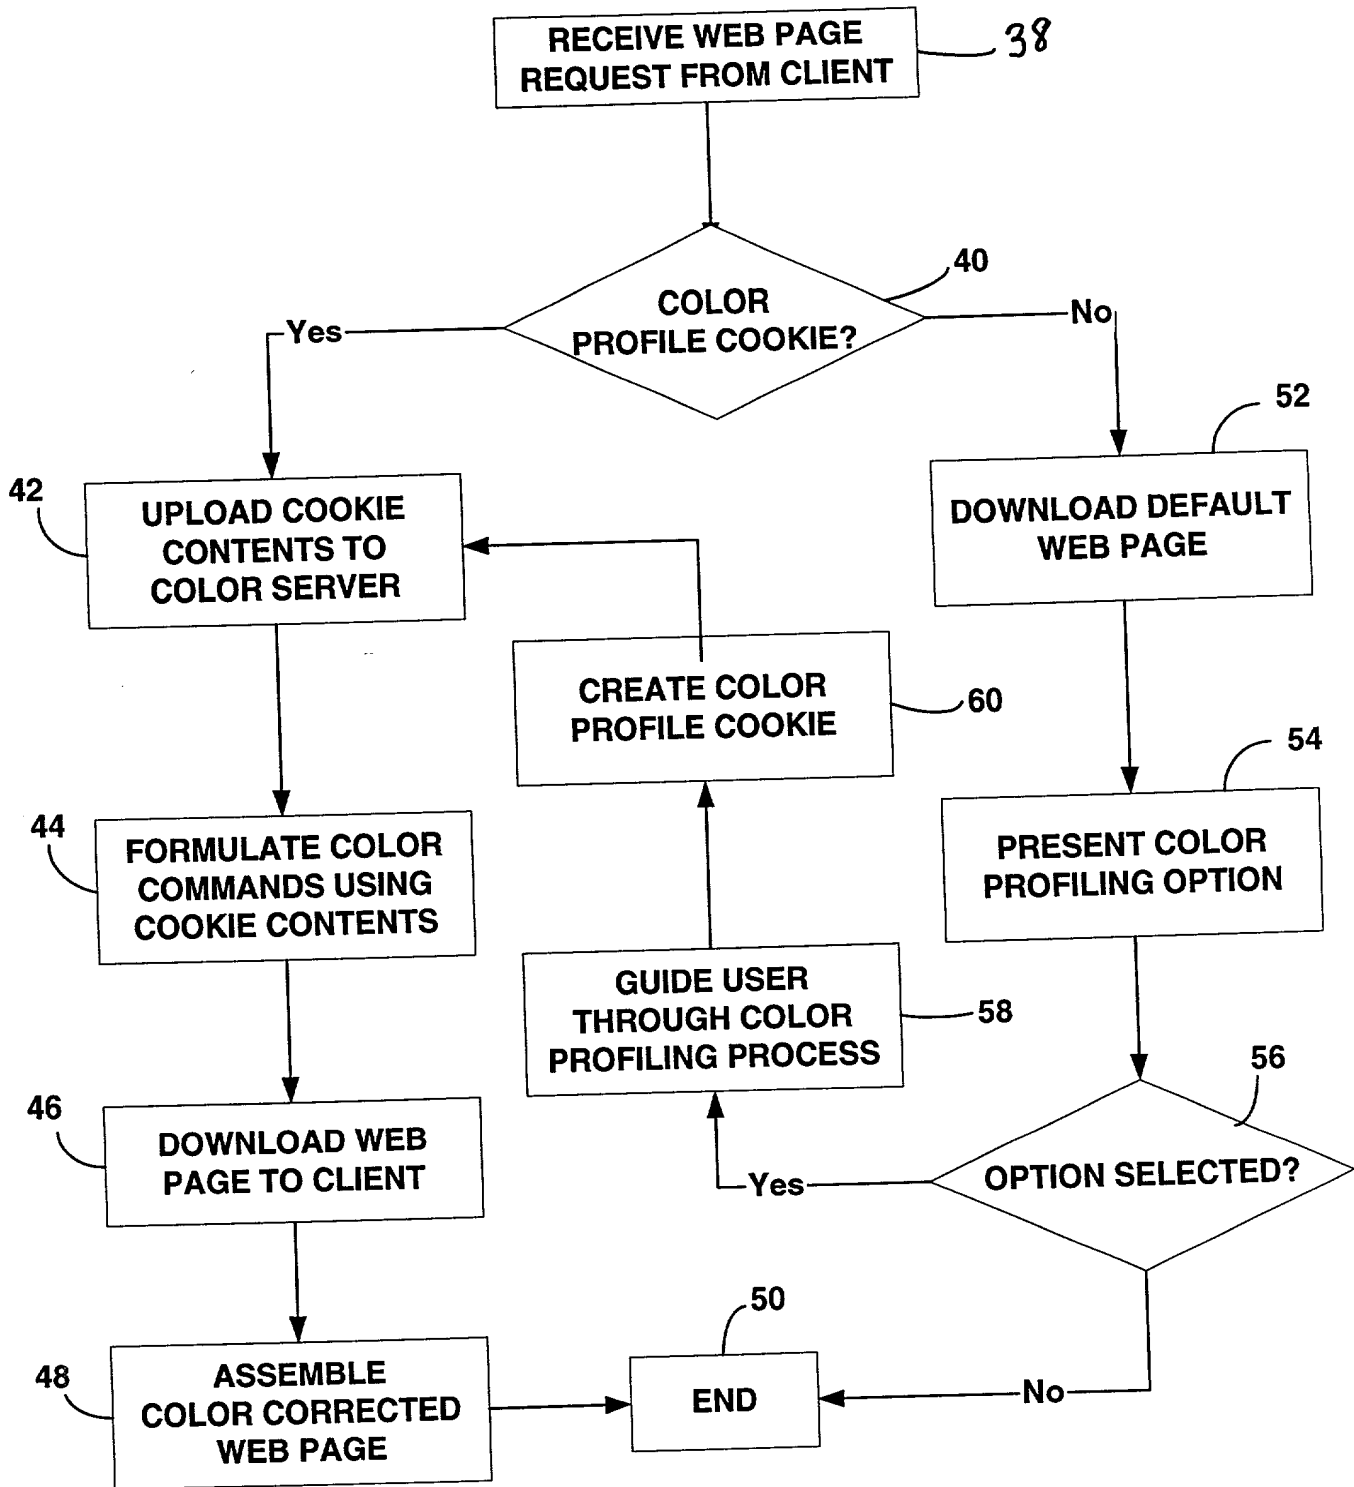 RECEIVE WEB PAGE
REQUEST FROM CLIENT
38
COLOR
PROFILE COOKIE?
40
Yes
No
42
UPLOAD COOKIE
CONTENTS TO
COLOR SERVER
52
DOWNLOAD DEFAULT
WEB PAGE
CREATE COLOR
PROFILE COOKIE
60
44
FORMULATE COLOR
COMMANDS USING
COOKIE CONTENTS
54
PRESENT COLOR
PROFILING OPTION
GUIDE USER
THROUGH COLOR
PROFILING PROCESS
58
46
DOWNLOAD WEB
PAGE TO CLIENT
56
OPTION SELECTED?
Yes
No
48
ASSEMBLE
COLOR CORRECTED
WEB PAGE
50
END